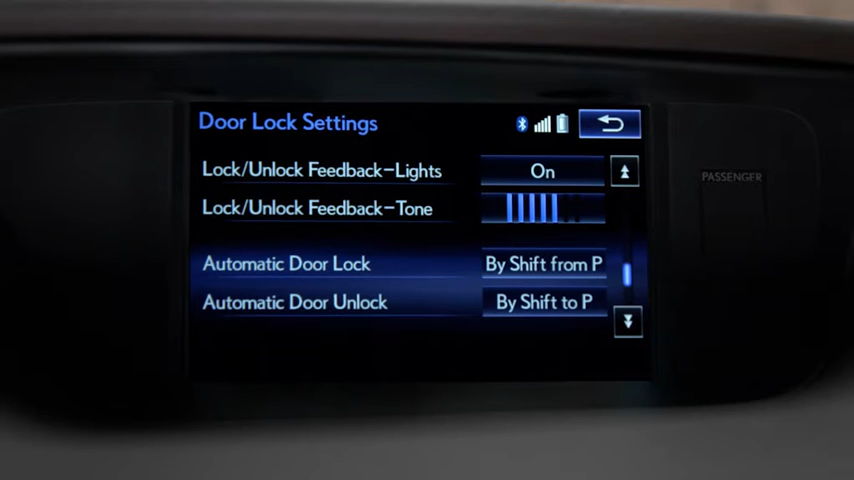 Door Lock Settings
Lock/Unlock Feedback-Lights On
PASSENGER
Lock/Unlock Feedback-Tone
Automatic Door Lock By Shift from P
Automatic Door Unlock By Shift to P